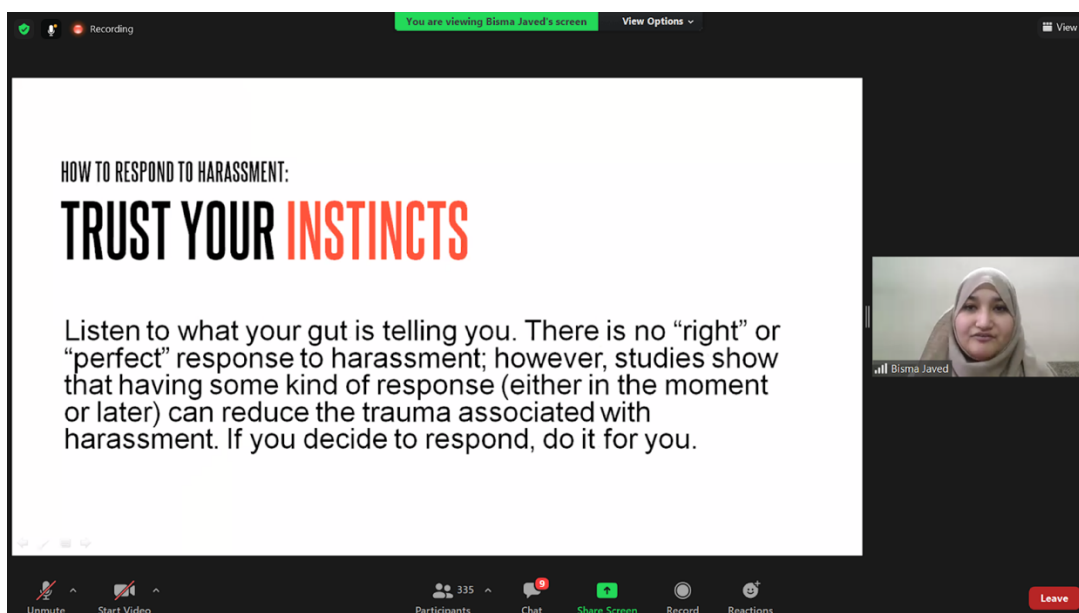 Recording
You are viewing Bisma Javed's screen
View Options
View
HOW TO RESPOND TO HARASSMENT:
TRUST YOUR INSTINCTS
Listen to what your gut is telling you. There is no “right” or
“perfect” response to harassment; however, studies show
that having some kind of response (either in the moment
or later) can reduce the trauma associated with
harassment. If you decide to respond, do it for you.
Bisma Javed
335
9
Unmute
Start Video
Participants
Chat
Share Screen
Record
Reactions
Leave